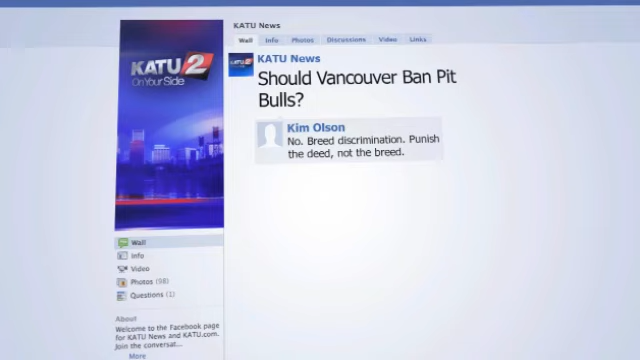 KATU News
Wall Info Photos Discussions Video Links
KATU 2
On Your Side
KATU News
Should Vancouver Ban Pit
Bulls?
Kim Olson
No. Breed discrimination. Punish
the deed, not the breed.
Wall
Info
Video
Photos (98)
Questions (1)
About
Welcome to the Facebook page
for KATU News and KATU.com.
Join the conversat...
More